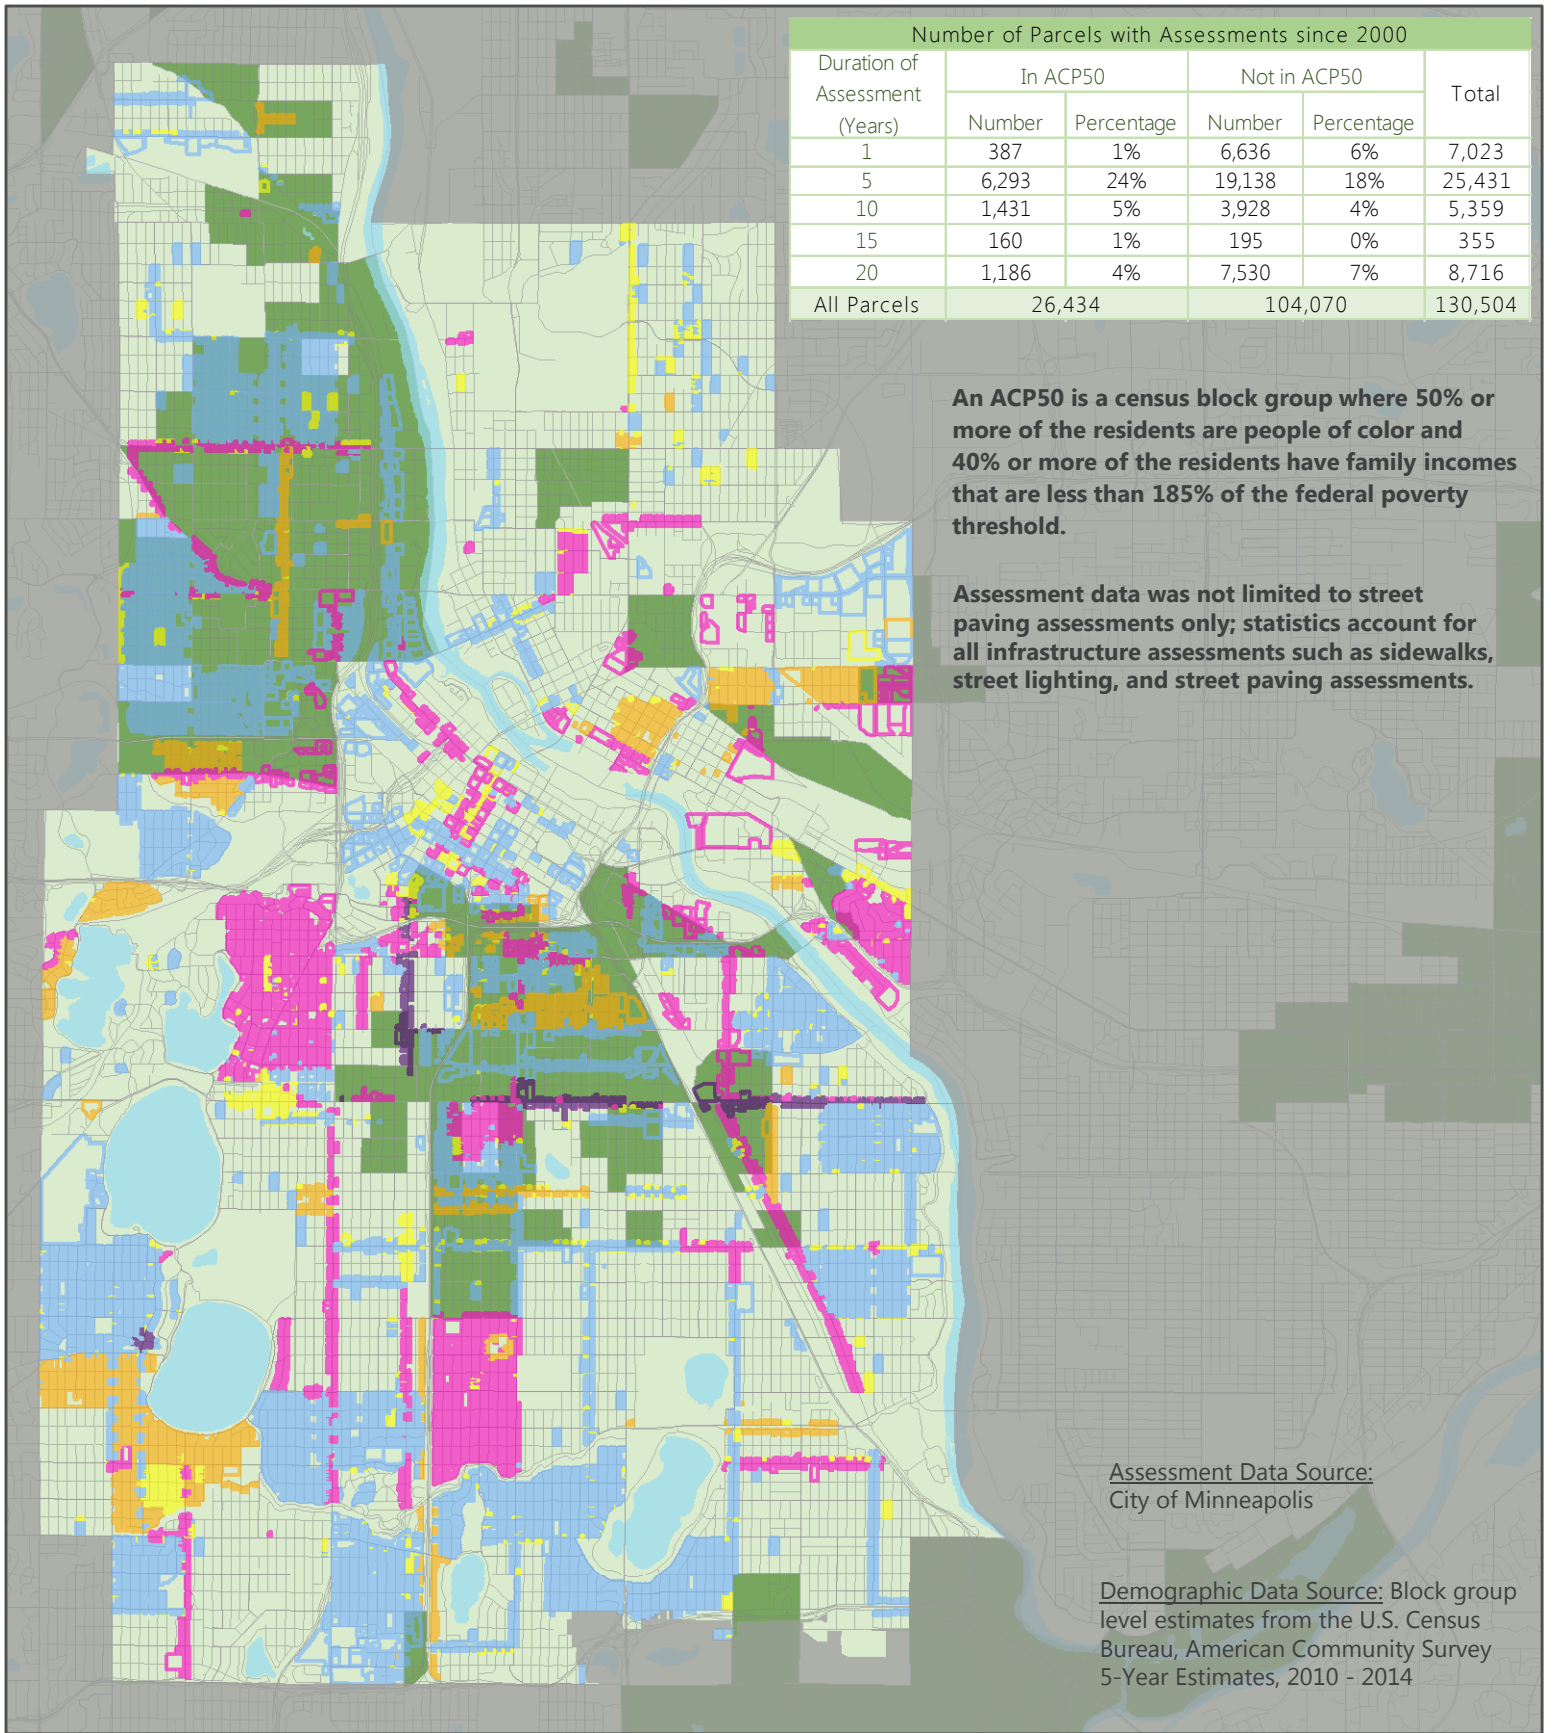 Number of Parcels with Assessments since 2000
Duration of Assessment (Years) In ACP50 Not in ACP50 Total
Number Percentage Number Percentage
1 387 1% 6,636 6% 7,023
5 6,293 24% 19,138 18% 25,431
10 1,431 5% 3,928 4% 5,359
15 160 1% 195 0% 355
20 1,186 4% 7,530 7% 8,716
All Parcels 26,434 104,070 130,504
An ACP50 is a census block group where 50% or
more of the residents are people of color and
40% or more of the residents have family incomes
that are less than 185% of the federal poverty
threshold.
Assessment data was not limited to street
paving assessments only; statistics account for
all infrastructure assessments such as sidewalks,
street lighting, and street paving assessments.
Assessment Data Source:
City of Minneapolis
Demographic Data Source: Block group
level estimates from the U.S. Census
Bureau, American Community Survey
5-Year Estimates, 2010 - 2014